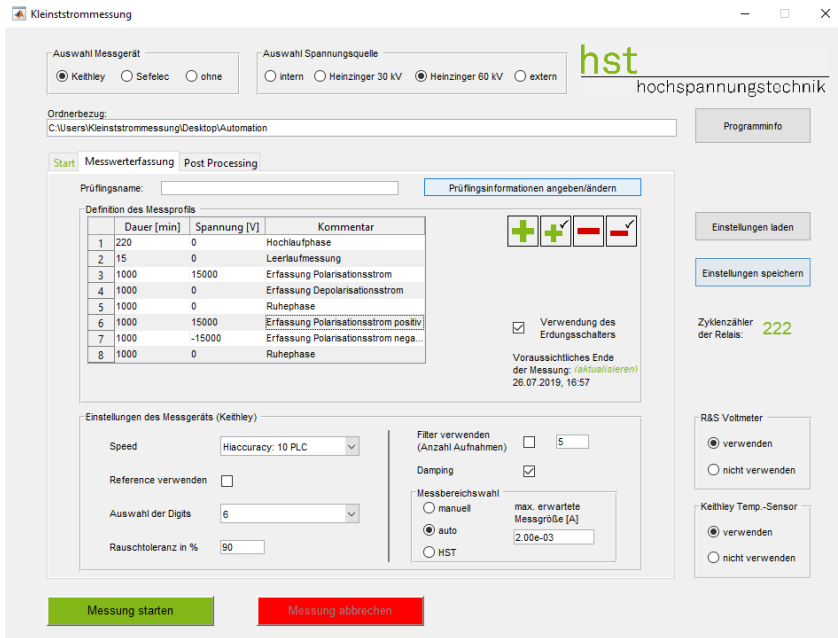 Kleinststrommessung
Auswahl Messgerät
Keithley Sefelec ohne
Auswahl Spannungsquelle
intern Heinzinger 30 kV Heinzinger 60 kV extern
hst
hochspannungstechnik
Ordnerbezug:
C:\Users\Kleinststrommessung\Desktop\Automation
Programminfo
Start Messwerterfassung Post Processing
Prüflingsname:
Prüflingsinformationen angeben/ändern
Definition des Messprofils
Dauer [min] Spannung [V] Kommentar
1 220 0 Hochlaufphase
2 15 0 Leerlaufmessung
3 1000 15000 Erfassung Polarisationsstrom
4 1000 0 Erfassung Depolarisationsstrom
5 1000 0 Ruhephase
6 1000 15000 Erfassung Polarisationsstrom positiv
7 1000 -15000 Erfassung Polarisationsstrom nega...
8 1000 0 Ruhephase
Verwendung des
Erdungsschalters
Voraussichtliches Ende
der Messung: (aktualisieren)
26.07.2019, 16:57
Einstellungen laden
Einstellungen speichern
Zyklenzähler
der Relais: 222
Einstellungen des Messgeräts (Keithley)
Speed Hiaccuracy: 10 PLC
Reference verwenden
Auswahl der Digits 6
Rauschtoleranz in % 90
Filter verwenden
(Anzahl Aufnahmen) 5
Damping
Messbereichswahl
manuell
auto
HST
max. erwartete
Messgröße [A]
2.00e-03
R&S Voltmeter
verwenden
nicht verwenden
Keithley Temp.-Sensor
verwenden
nicht verwenden
Messung starten
Messung abbrechen